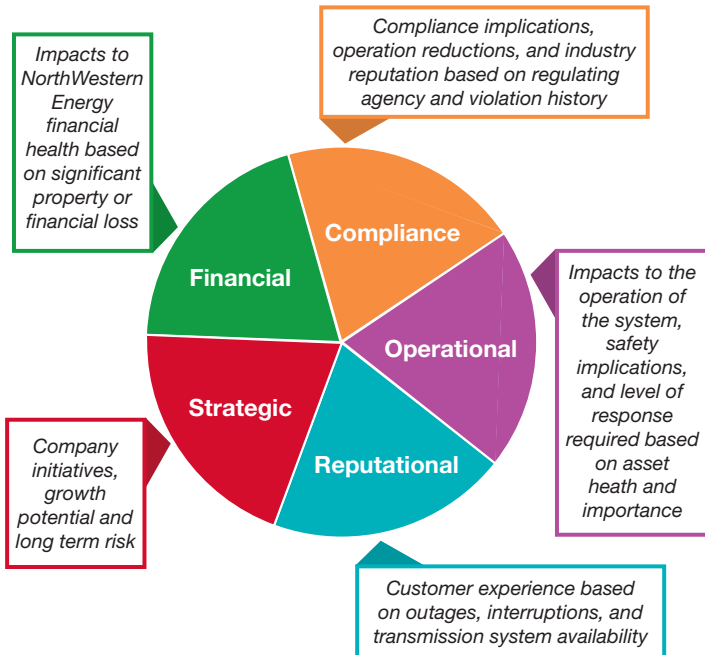 Compliance implications,
operation reductions, and industry
reputation based on regulating
agency and violation history
Impacts to
NorthWestern
Energy
financial
health based
on significant
property or
financial loss
Compliance
Financial
Operational
Strategic
Reputational
Impacts to the
operation of
the system,
safety
implications,
and level of
response
required based
on asset
heath and
importance
Company
initiatives,
growth
potential and
long term risk
Customer experience based
on outages, interruptions, and
transmission system availability